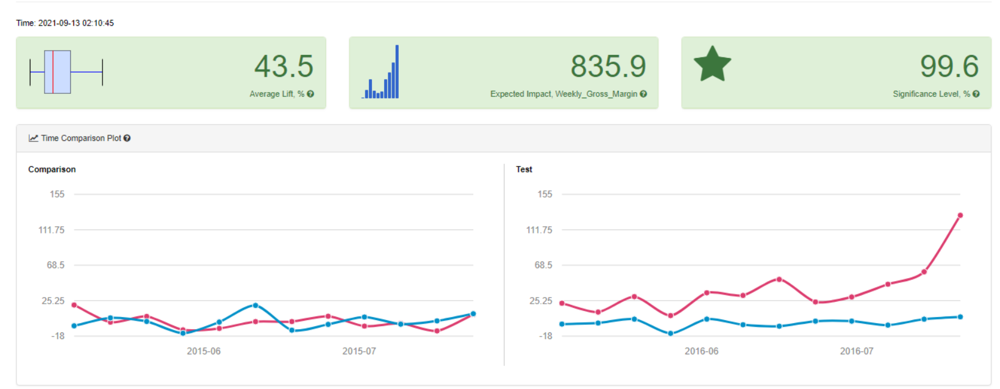 Time: 2021-09-13 02:10:45
43.5
Average Lift, %
835.9
Expected Impact, Weekly_Gross_Margin
99.6
Significance Level, %
Time Comparison Plot
Comparison
155
111.75
68.5
25.25
-18
2015-06
2015-07
Test
155
111.75
68.5
25.25
-18
2016-06
2016-07